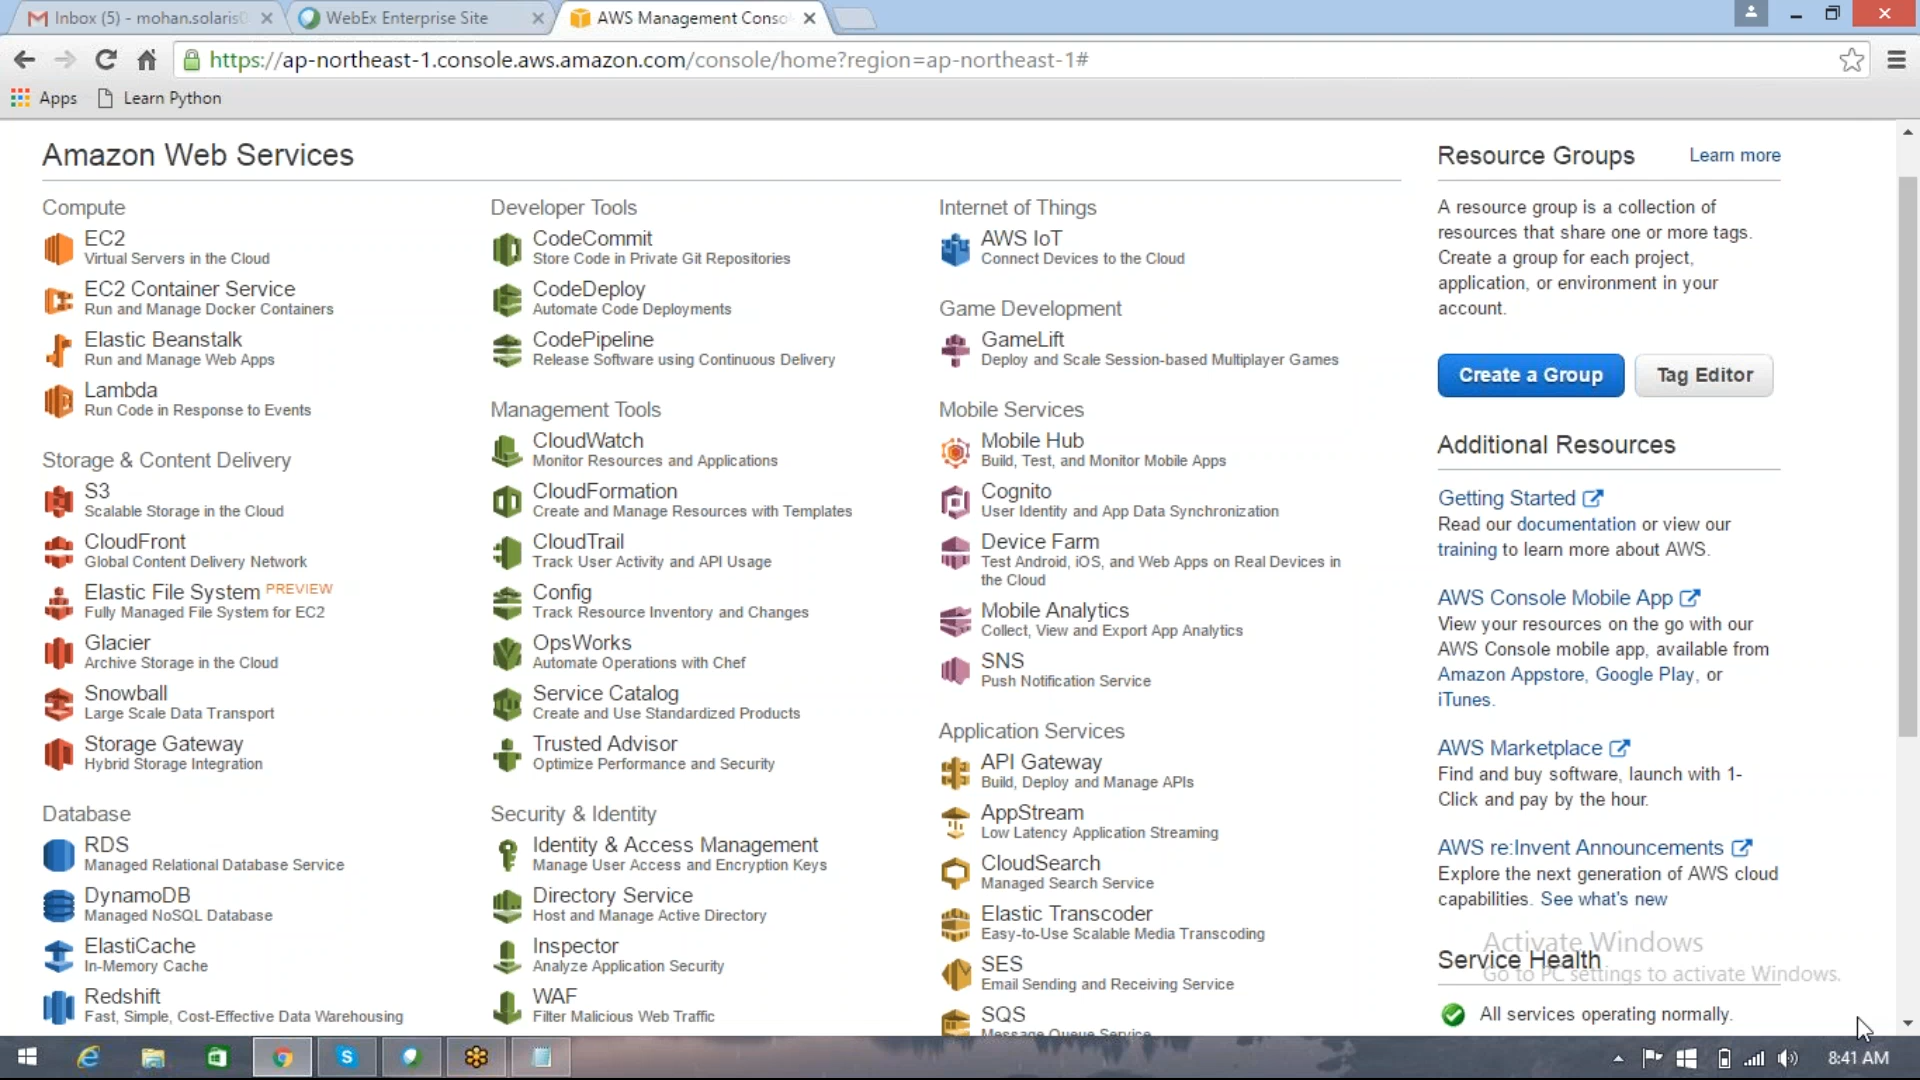 Inbox (5) - mohan.solaris
WebEx Enterprise Site
AWS Management Conso
https://ap-northeast-1.console.aws.amazon.com/console/home?region=ap-northeast-1#
Apps
Learn Python
Amazon Web Services
Compute
EC2
Virtual Servers in the Cloud
EC2 Container Service
Run and Manage Docker Containers
Elastic Beanstalk
Run and Manage Web Apps
Lambda
Run Code in Response to Events
Storage & Content Delivery
S3
Scalable Storage in the Cloud
CloudFront
Global Content Delivery Network
Elastic File System PREVIEW
Fully Managed File System for EC2
Glacier
Archive Storage in the Cloud
Snowball
Large Scale Data Transport
Storage Gateway
Hybrid Storage Integration
Database
RDS
Managed Relational Database Service
DynamoDB
Managed NoSQL Database
ElastiCache
In-Memory Cache
Redshift
Fast, Simple, Cost-Effective Data Warehousing
Developer Tools
CodeCommit
Store Code in Private Git Repositories
CodeDeploy
Automate Code Deployments
CodePipeline
Release Software using Continuous Delivery
Management Tools
CloudWatch
Monitor Resources and Applications
CloudFormation
Create and Manage Resources with Templates
CloudTrail
Track User Activity and API Usage
Config
Track Resource Inventory and Changes
OpsWorks
Automate Operations with Chef
Service Catalog
Create and Use Standardized Products
Trusted Advisor
Optimize Performance and Security
Security & Identity
Identity & Access Management
Manage User Access and Encryption Keys
Directory Service
Host and Manage Active Directory
Inspector
Analyze Application Security
WAF
Filter Malicious Web Traffic
Internet of Things
AWS IoT
Connect Devices to the Cloud
Game Development
GameLift
Deploy and Scale Session-based Multiplayer Games
Mobile Services
Mobile Hub
Build, Test, and Monitor Mobile Apps
Cognito
User Identity and App Data Synchronization
Device Farm
Test Android, iOS, and Web Apps on Real Devices in
the Cloud
Mobile Analytics
Collect, View and Export App Analytics
SNS
Push Notification Service
Application Services
API Gateway
Build, Deploy and Manage APIs
AppStream
Low Latency Application Streaming
CloudSearch
Managed Search Service
Elastic Transcoder
Easy-to-Use Scalable Media Transcoding
SES
Email Sending and Receiving Service
SQS
Message Queue Service
Resource Groups
Learn more
A resource group is a collection of
resources that share one or more tags.
Create a group for each project,
application, or environment in your
account.
Create a Group
Tag Editor
Additional Resources
Getting Started
Read our documentation or view our
training to learn more about AWS.
AWS Console Mobile App
View your resources on the go with our
AWS Console mobile app, available from
Amazon Appstore, Google Play, or
iTunes.
AWS Marketplace
Find and buy software, launch with 1-
Click and pay by the hour.
AWS re:Invent Announcements
Explore the next generation of AWS cloud
capabilities. See what's new
Activate Windows
Service Health
Go to PC settings to activate Windows.
All services operating normally.
8:41 AM